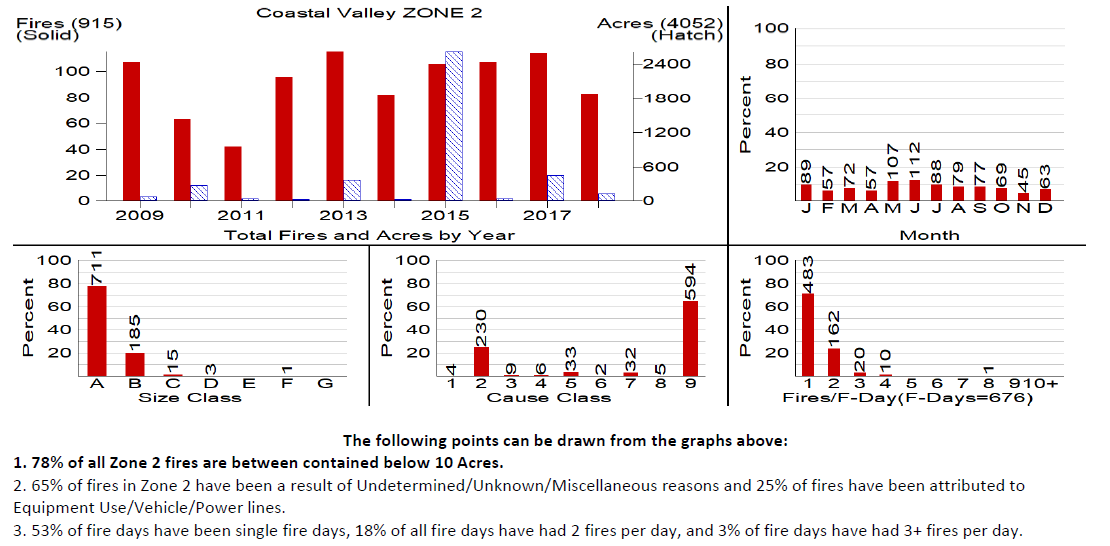 Coastal Valley ZONE 2
Fires (915)
(Solid)
Acres (4052)
(Hatch)
100
80
60
40
20
0
2400
1800
1200
600
0
2009 2011 2013 2015 2017
Total Fires and Acres by Year
Percent
100
80
60
40
20
89 57 72 57 107 112 88 79 77 69 45 63
J F M A M J J A S O N D
Month
Percent
100
80
60
40
20
711 185 15 3 1
A B C D E F G
Size Class
Percent
100
80
60
40
20
4 230 9 6 33 2 32 5 594
1 2 3 4 5 6 7 8 9
Cause Class
Percent
100
80
60
40
20
483 162 20 10 1
1 2 3 4 5 6 7 8 910+
Fires/F-Day(F-Days=676)
The following points can be drawn from the graphs above:
1. 78% of all Zone 2 fires are between contained below 10 Acres.
2. 65% of fires in Zone 2 have been a result of Undetermined/Unknown/Miscellaneous reasons and 25% of fires have been attributed to
Equipment Use/Vehicle/Power lines.
3. 53% of fire days have been single fire days, 18% of all fire days have had 2 fires per day, and 3% of fire days have had 3+ fires per day.